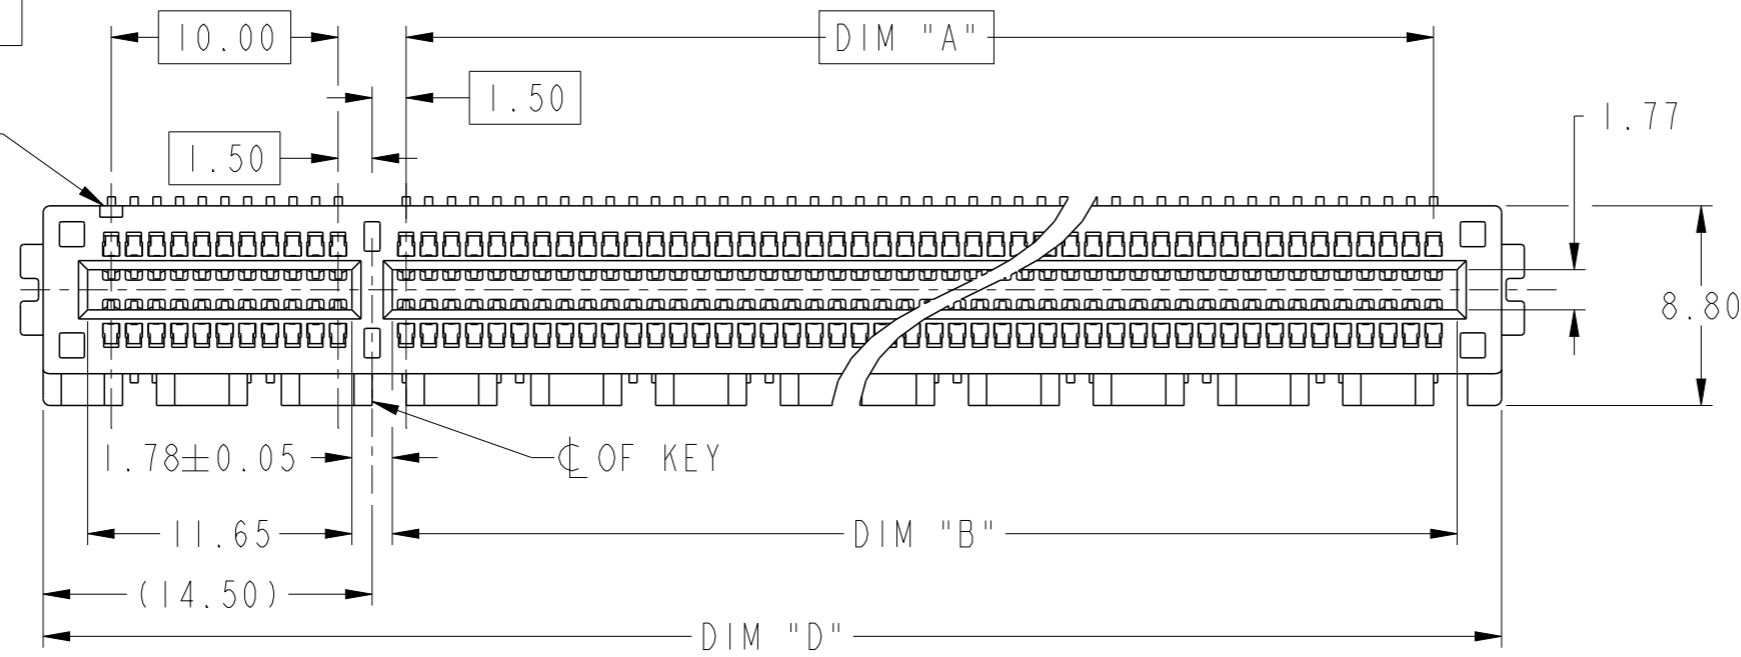 10.00
DIM "A"
1.50
1.77
1.50
8.80
1.78±0.05
℄ OF KEY
11.65
DIM "B"
(14.50)
DIM "D"